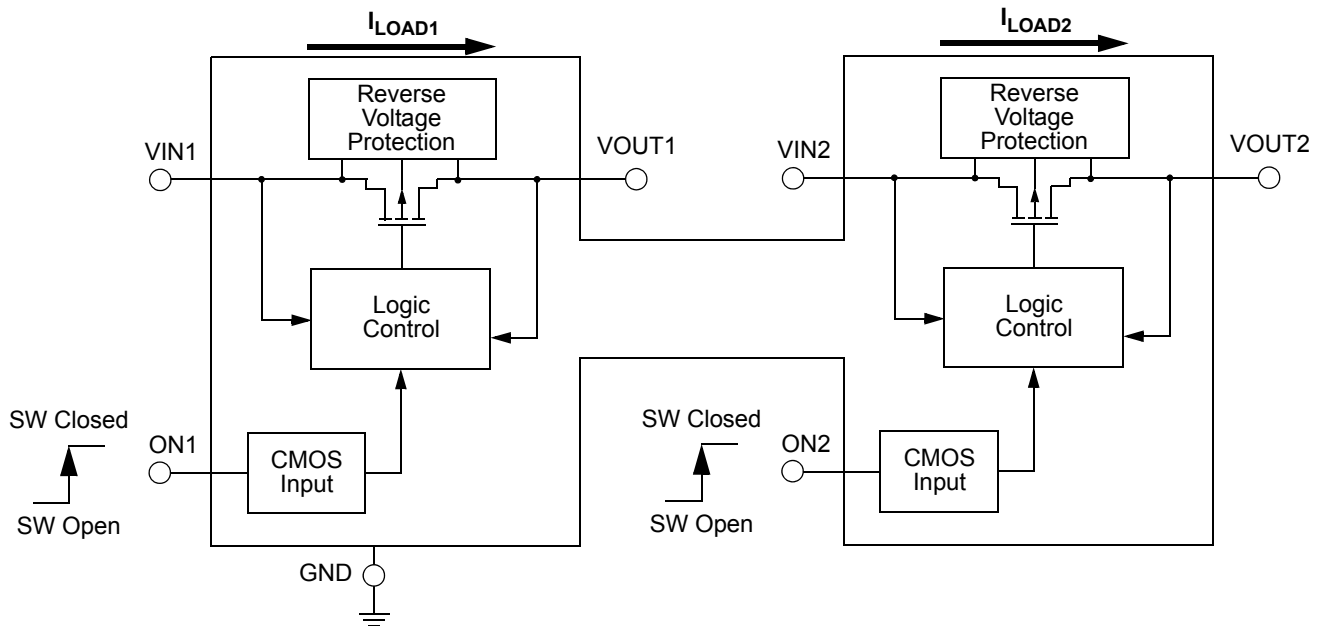 ILOAD1
Reverse
Voltage
Protection
VIN1
VOUT1
Logic
Control
SW Closed
ON1
CMOS
Input
SW Open
GND
ILOAD2
Reverse
Voltage
Protection
VIN2
VOUT2
Logic
Control
SW Closed
ON2
CMOS
Input
SW Open